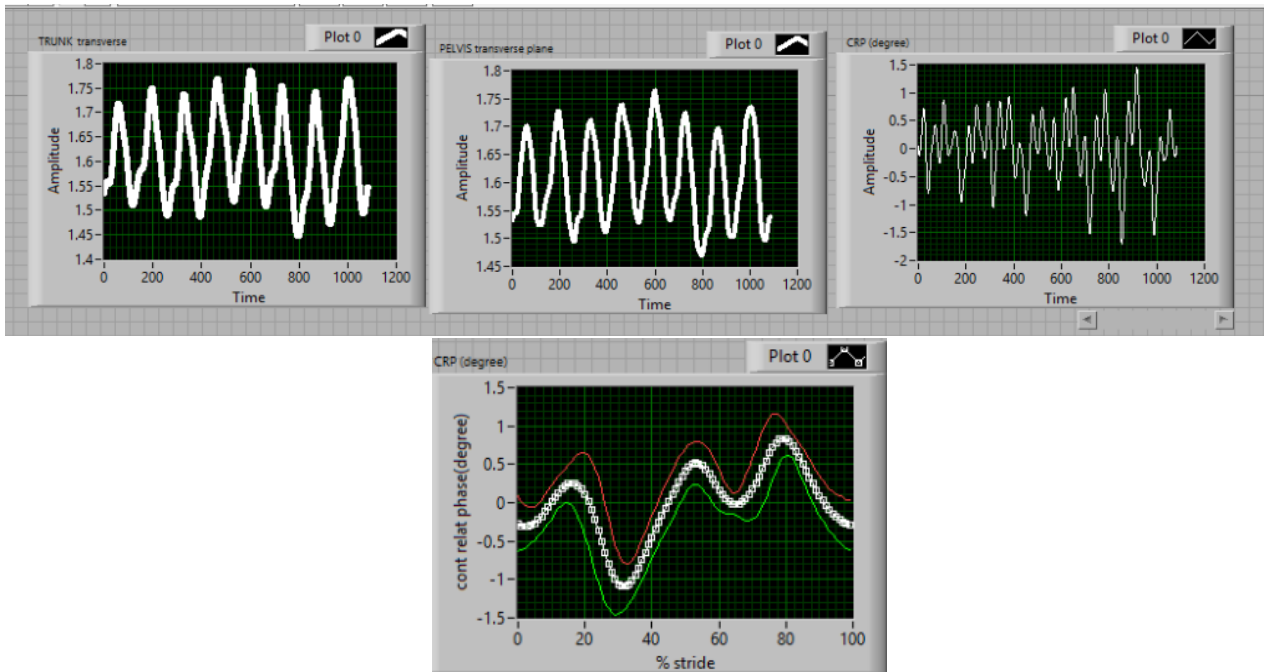 TRUNK transverse
Plot 0
Amplitude
1.8
1.75
1.7
1.65
1.6
1.55
1.5
1.45
1.4
0 200 400 600 800 1000 1200
Time
PELVIS transverse plane
Plot 0
Amplitude
1.8
1.75
1.7
1.65
1.6
1.55
1.5
1.45
0 200 400 600 800 1000 1200
Time
CRP (degree)
Plot 0
Amplitude
1.5
1
0.5
0
-0.5
-1
-1.5
-2
0 200 400 600 800 1000 1200
Time
CRP (degree)
Plot 0
cont relat phase(degree)
1.5
1
0.5
0
-0.5
-1
-1.5
0 20 40 60 80 100
% stride